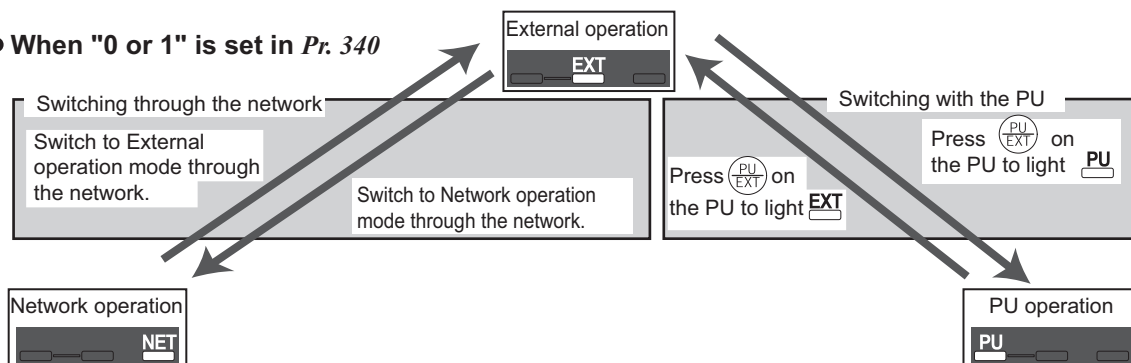 When "0 or 1" is set in Pr. 340
External operation
EXT
Switching through the network
Switch to External
operation mode through
the network.
Switch to Network operation
mode through the network.
Switching with the PU
Press PU/EXT on
the PU to light PU
Press PU/EXT on
the PU to light EXT
Network operation
NET
PU operation
PU